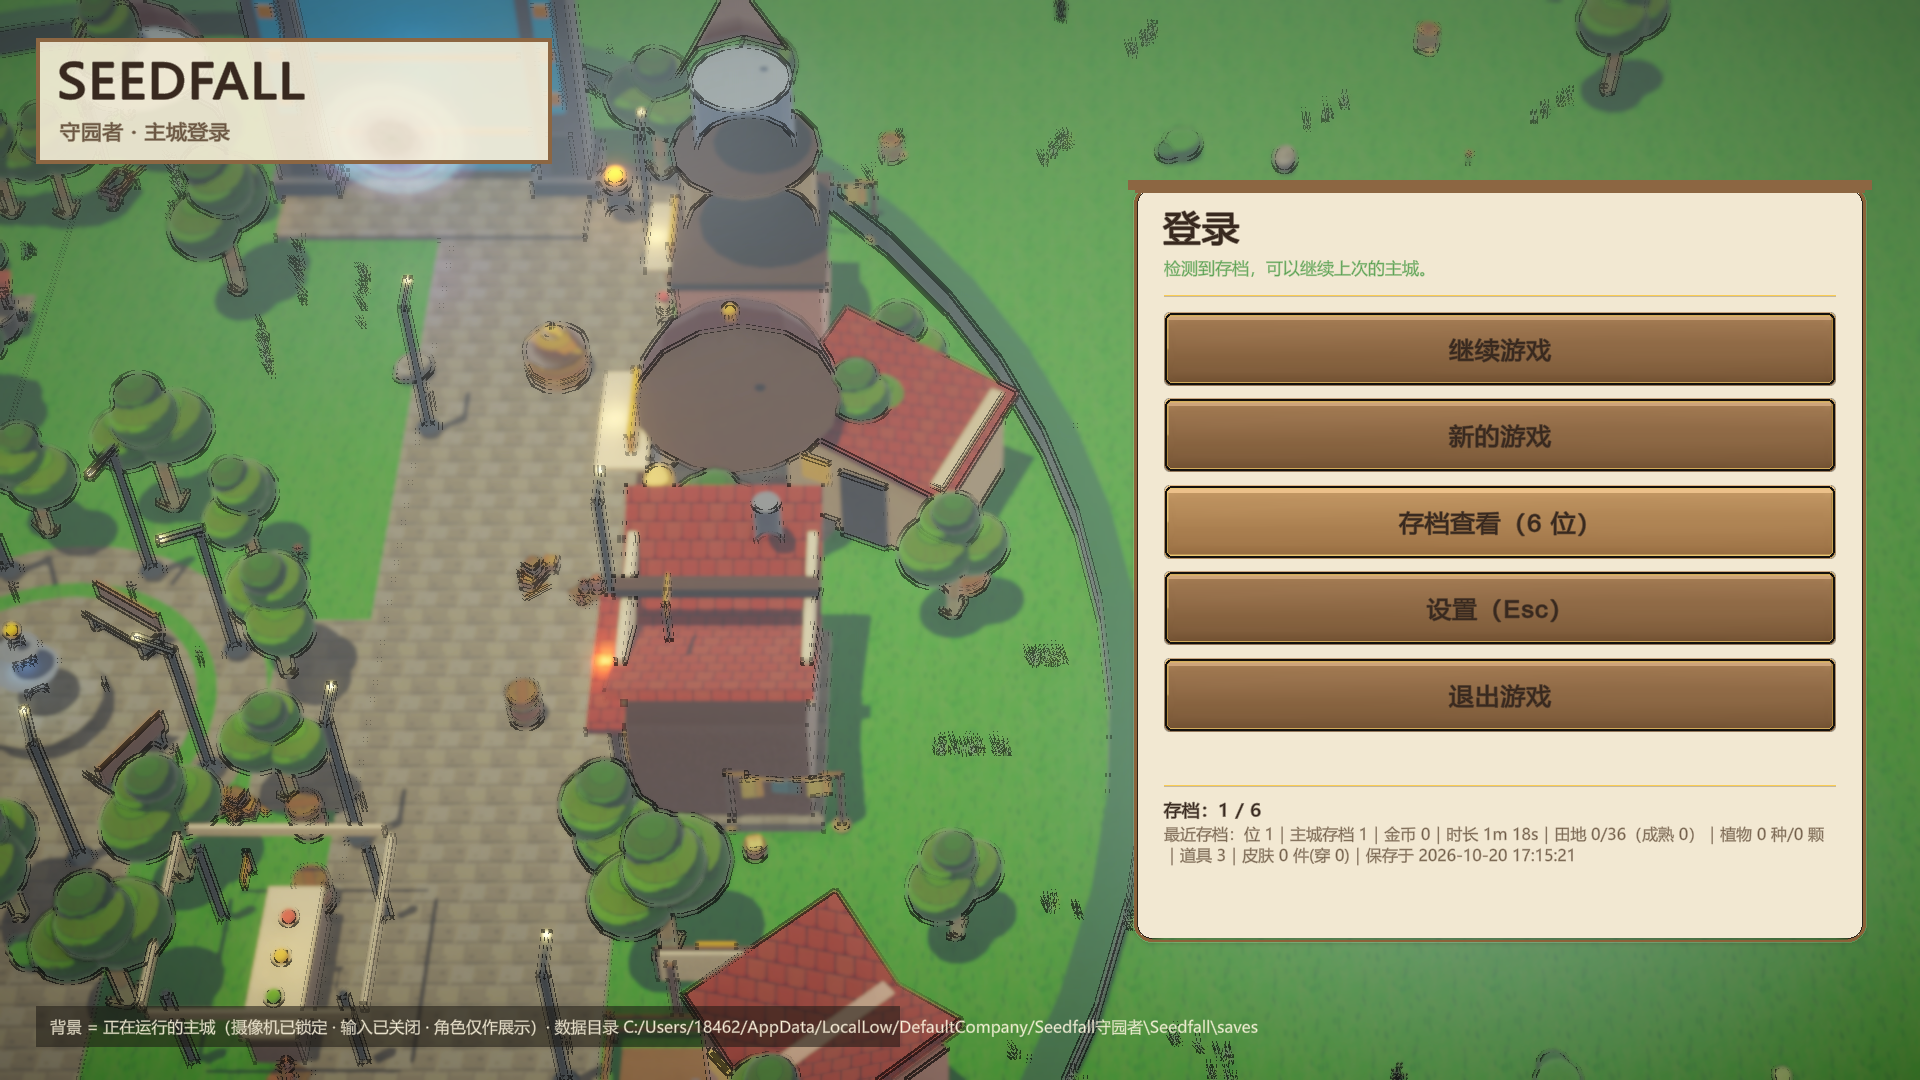 SEEDFALL
守园者 · 主城登录
登录
检测到存档，可以继续上次的主城。
继续游戏
新的游戏
存档查看（6 位）
设置（Esc）
退出游戏
存档：1 / 6
最近存档：位 1 | 主城存档 1 | 金币 0 | 时长 1m 18s | 田地 0/36（成熟 0） | 植物 0 种/0 颗
| 道具 3 | 皮肤 0 件(穿 0) | 保存于 2026-10-20 17:15:21
背景 = 正在运行的主城（摄像机已锁定 · 输入已关闭 · 角色仅作展示）· 数据目录 C:/Users/18462/AppData/LocalLow/DefaultCompany/Seedfall守园者\Seedfall\saves